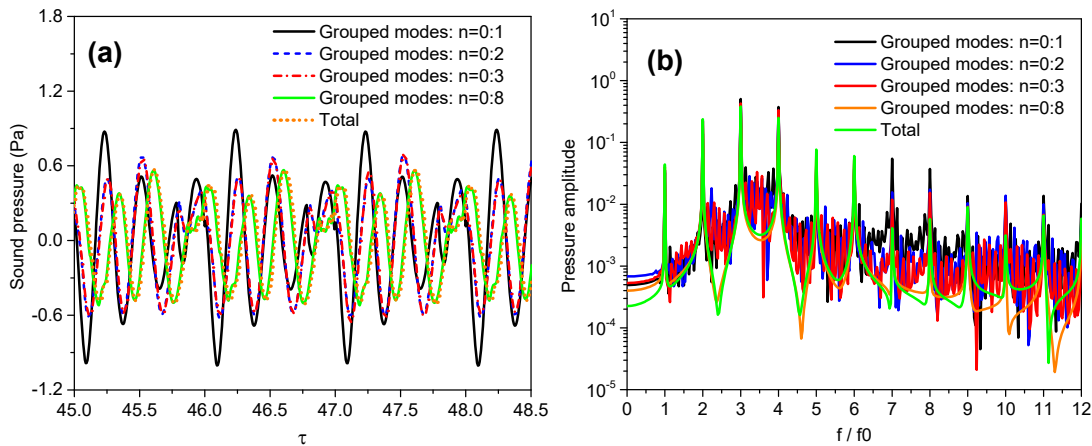 (a)
Grouped modes: n=0:1
Grouped modes: n=0:2
Grouped modes: n=0:3
Grouped modes: n=0:8
Total
Sound pressure (Pa)
1.8
1.2
0.6
0.0
-0.6
-1.2
45.0 45.5 46.0 46.5 47.0 47.5 48.0 48.5
τ
(b)
Grouped modes: n=0:1
Grouped modes: n=0:2
Grouped modes: n=0:3
Grouped modes: n=0:8
Total
Pressure amplitude
10^1
10^0
10^-1
10^-2
10^-3
10^-4
10^-5
0 1 2 3 4 5 6 7 8 9 10 11 12
f / f0